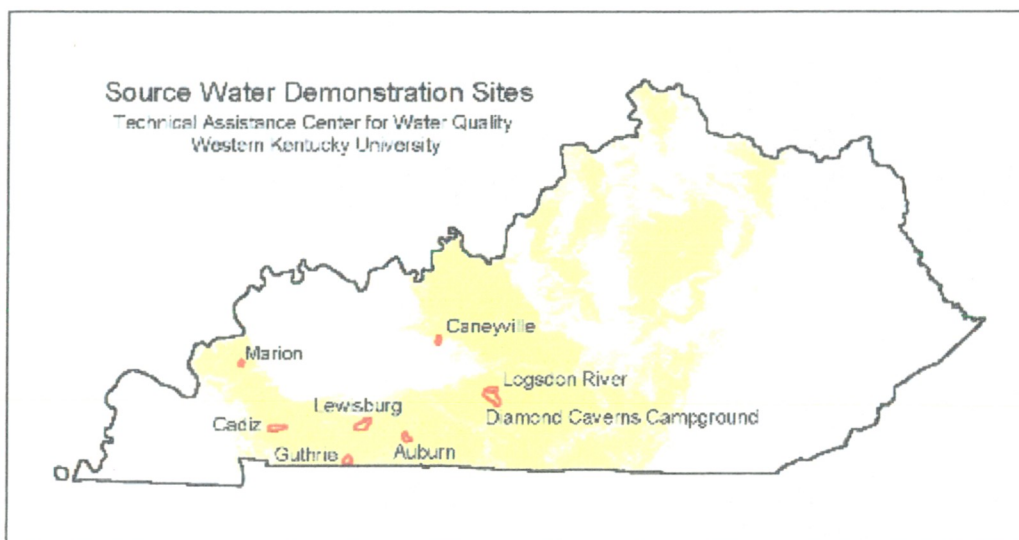 Source Water Demonstration Sites
Technical Assistance Center for Water Quality
Western Kentucky University
Caneyville
Marion
Logsdon River
Lewisburg
Diamond Caverns Campground
Cadiz
Auburn
Guthrie